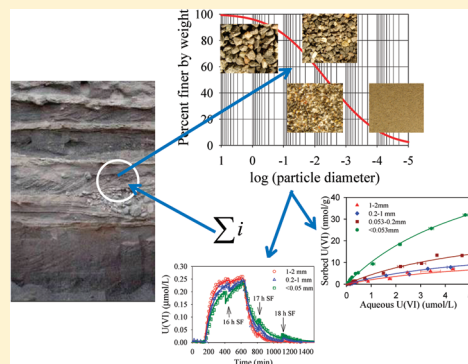 Percent finer by weight
100
80
60
40
20
0
1 0 -1 -2 -3 -4 -5
log (particle diameter)
∑i
U(VI) (μmol/L)
0.30
0.25
0.20
0.15
0.10
0.05
0.00
1-2 mm
0.2-1 mm
<0.05 mm
16 h SF
17 h SF
18 h SF
0 200 400 600 800 1000 1200 1400
Time (min)
Sorbed U(VI) (nmol/g)
40
30
20
10
0
1-2mm
0.2-1 mm
0.053-0.2mm
<0.053mm
0 1 2 3 4
Aqueous U(VI) (μmol/L)